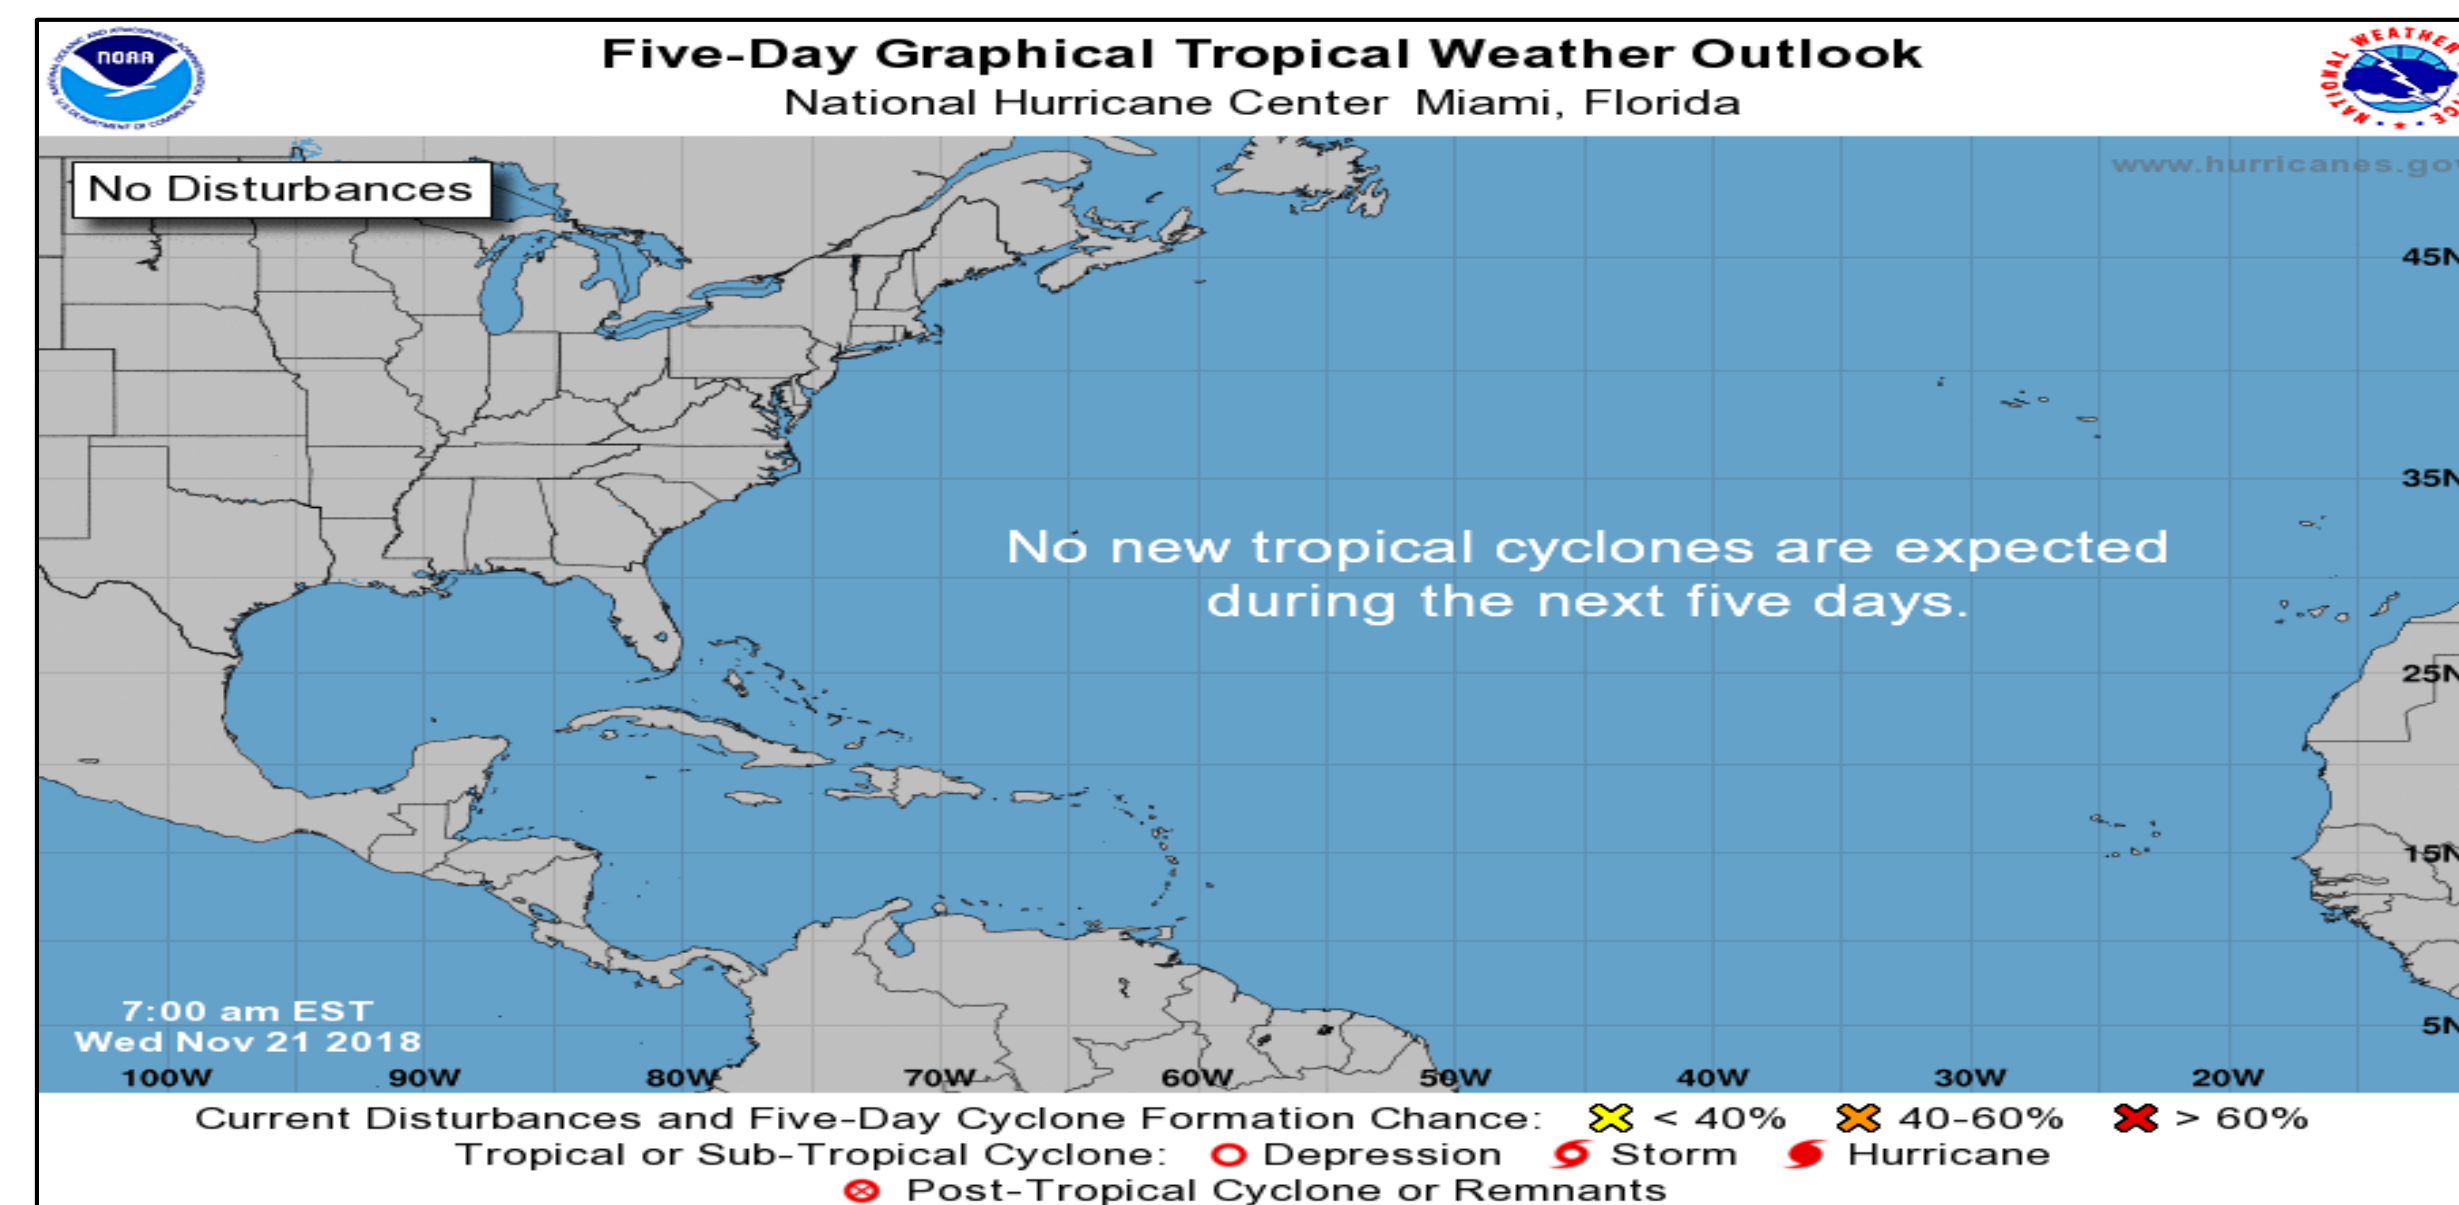 NOAA
Five-Day Graphical Tropical Weather Outlook
National Hurricane Center Miami, Florida
NATIONAL WEATHER
www.hurricanes.gov
No Disturbances
45N
35N
No new tropical cyclones are expected
during the next five days.
25N
15N
5N
7:00 am EST
Wed Nov 21 2018
100W 90W 80W 70W 60W 50W 40W 30W 20W
Current Disturbances and Five-Day Cyclone Formation Chance: < 40% 40-60% > 60%
Tropical or Sub-Tropical Cyclone: Depression Storm Hurricane
Post-Tropical Cyclone or Remnants